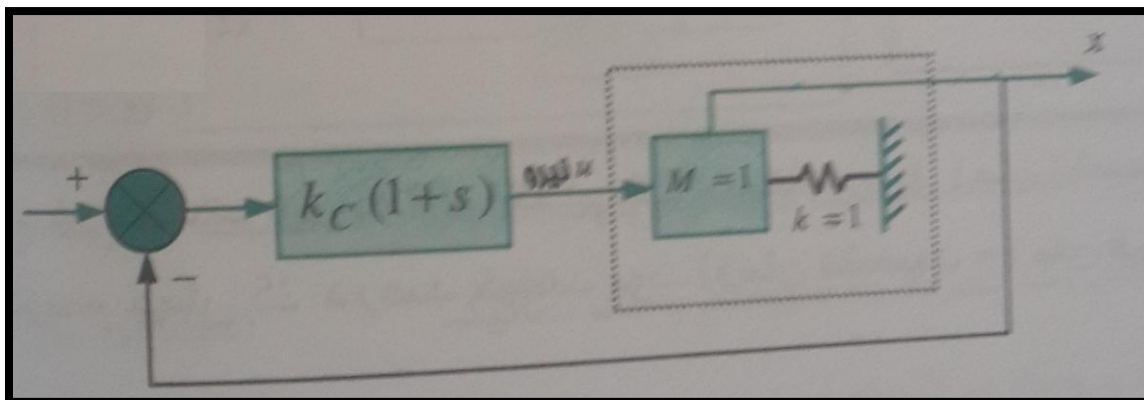 x
+
k_C (1+s)
u
M = 1
k = 1
−